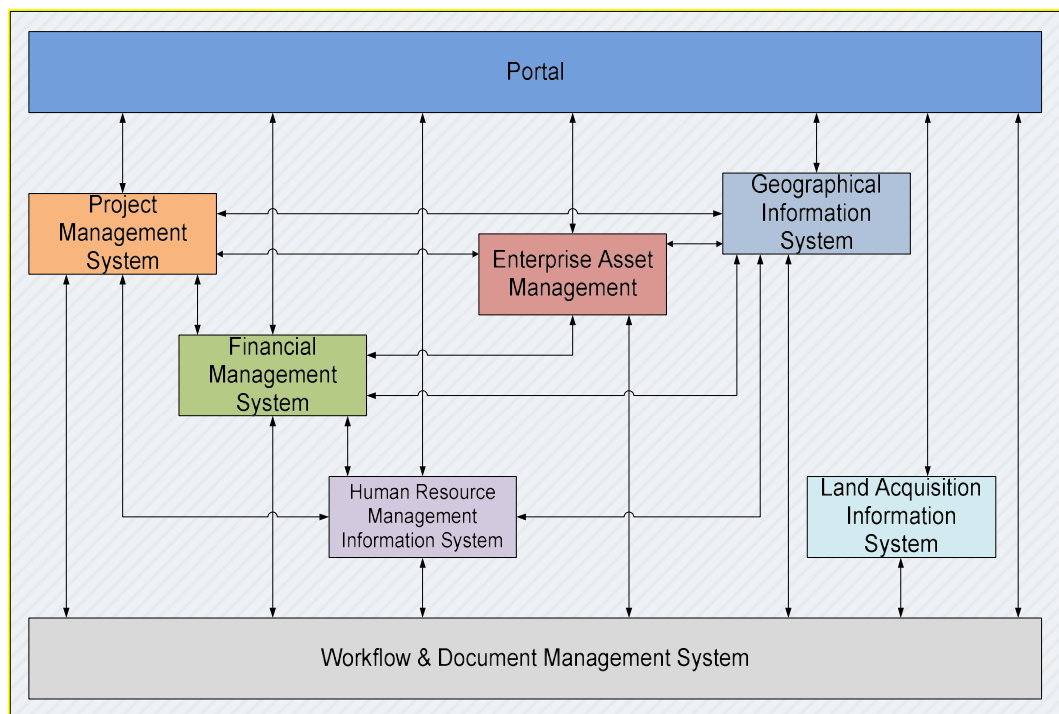 Portal
Project
Management
System
Geographical
Information
System
Enterprise Asset
Management
Financial
Management
System
Human Resource
Management
Information System
Land Acquisition
Information
System
Workflow & Document Management System